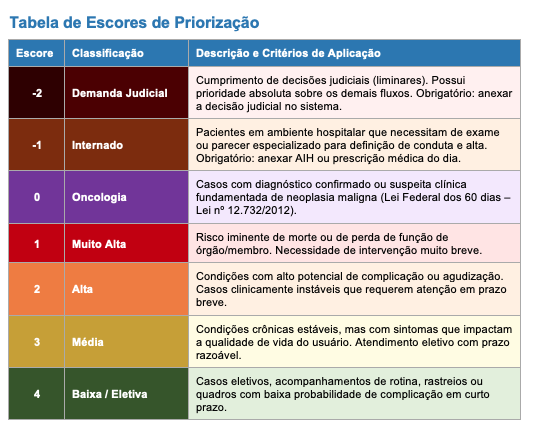 Tabela de Escores de Priorização
Escore Classificação Descrição e Critérios de Aplicação
-2 Demanda Judicial
Cumprimento de decisões judiciais (liminares). Possui
prioridade absoluta sobre os demais fluxos. Obrigatório: anexar
a decisão judicial no sistema.
-1 Internado
Pacientes em ambiente hospitalar que necessitam de exame
ou parecer especializado para definição de conduta e alta.
Obrigatório: anexar AIH ou prescrição médica do dia.
0 Oncologia
Casos com diagnóstico confirmado ou suspeita clínica
fundamentada de neoplasia maligna (Lei Federal dos 60 dias –
Lei nº 12.732/2012).
1 Muito Alta
Risco iminente de morte ou de perda de função de
órgão/membro. Necessidade de intervenção muito breve.
2 Alta
Condições com alto potencial de complicação ou agudização.
Casos clinicamente instáveis que requerem atenção em prazo
breve.
3 Média
Condições crônicas estáveis, mas com sintomas que impactam
a qualidade de vida do usuário. Atendimento eletivo com prazo
razoável.
4 Baixa / Eletiva
Casos eletivos, acompanhamentos de rotina, rastreios ou
quadros com baixa probabilidade de complicação em curto
prazo.